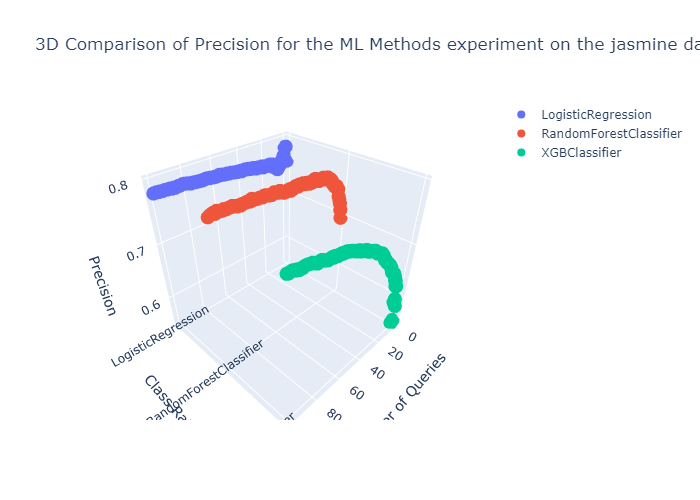 3D Comparison of Precision for the ML Methods experiment on the jasmine da
LogisticRegression
RandomForestClassifier
XGBClassifier
0.8
0.7
0.6
Precision
LogisticRegression
RandomForestClassifier
0
20
40
60
80
of Queries